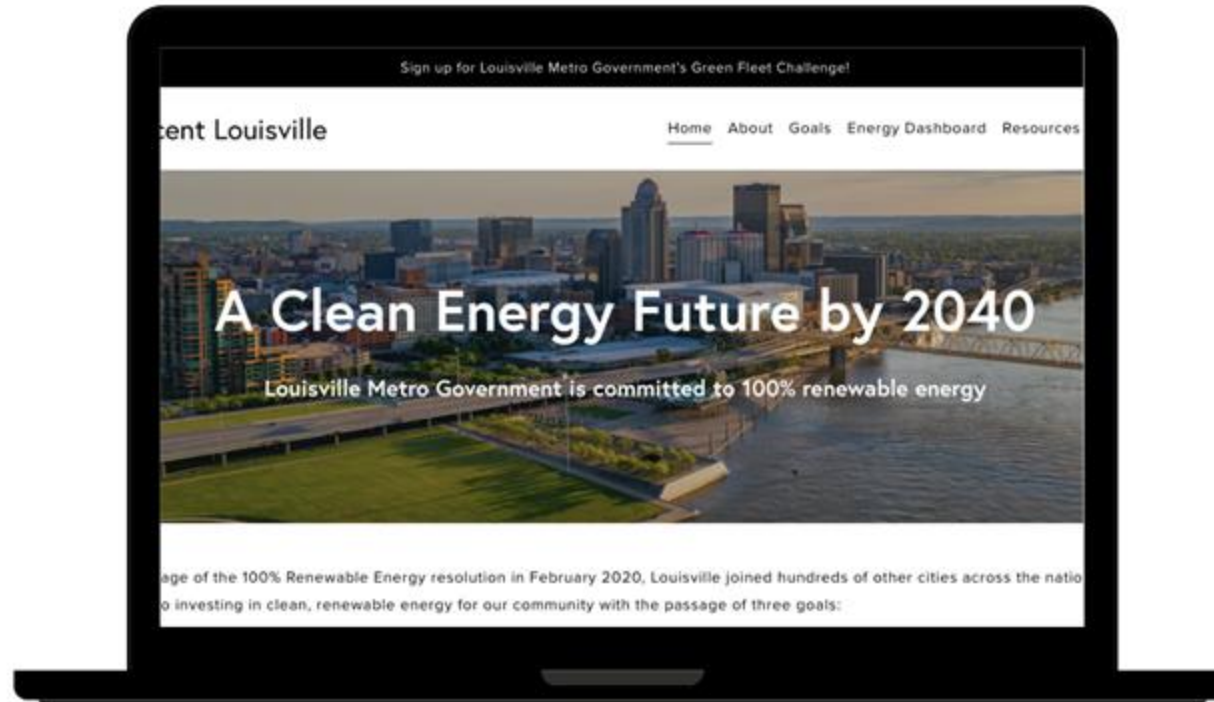 Sign up for Louisville Metro Government's Green Fleet Challenge!
cent Louisville
Home About Goals Energy Dashboard Resources
A Clean Energy Future by 2040
Louisville Metro Government is committed to 100% renewable energy
age of the 100% Renewable Energy resolution in February 2020, Louisville joined hundreds of other cities across the natio
o investing in clean, renewable energy for our community with the passage of three goals: